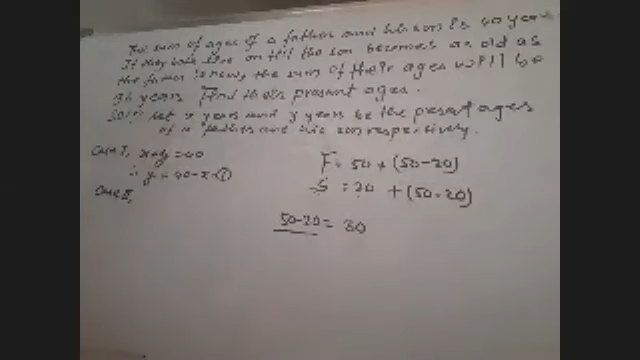 The sum of ages of a father and his son is 40 years
If they both live on till the son becomes as old as
the father is now, the sum of their ages will be
96 years Find their present ages.
Soln Let x years and y years be the present ages
of a father and his son respectively.
Case I, x+y=40
∴ y = 40-x-①
Case II,
F = 50 + (50-20)
S = 20 + (50-20)
50-20 = 30